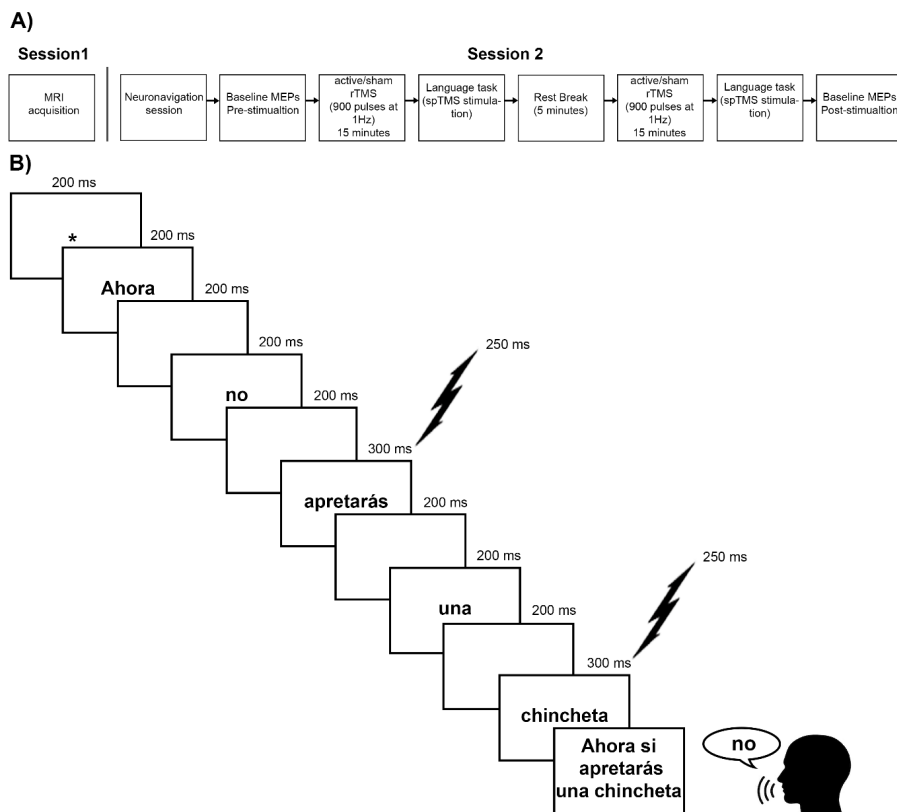 A)
Session1
Session 2
MRI
acquisition
Neuronavigation
session
Baseline MEPs
Pre-stimualtion
active/sham
rTMS
(900 pulses at
1Hz)
15 minutes
Language task
(spTMS stimula-
tion)
Rest Break
(5 minutes)
active/sham
rTMS
(900 pulses at
1Hz)
15 minutes
Language task
(spTMS stimula-
tion)
Baseline MEPs
Post-stimualtion
B)
200 ms
*
200 ms
Ahora
200 ms
200 ms
no
200 ms
250 ms
300 ms
apretarás
200 ms
200 ms
una
200 ms
250 ms
300 ms
chincheta
Ahora si
apretarás
una chincheta
no